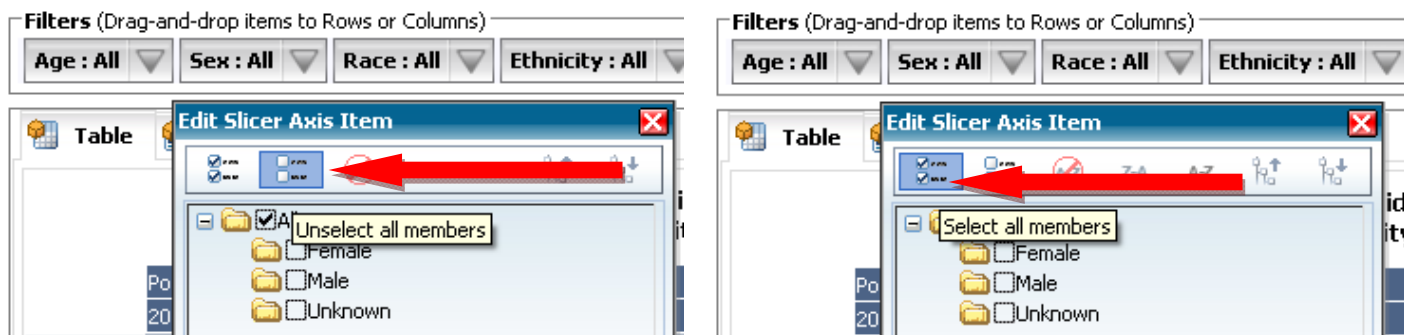 Filters (Drag-and-drop items to Rows or Columns)
Age : All Sex : All Race : All Ethnicity : All
Table
Edit Slicer Axis Item
All
Unselect all members
Female
Male
Unknown
Po
20
Filters (Drag-and-drop items to Rows or Columns)
Age : All Sex : All Race : All Ethnicity : All
Table
Edit Slicer Axis Item
Select all members
Female
Male
Unknown
id
ity
Po
20